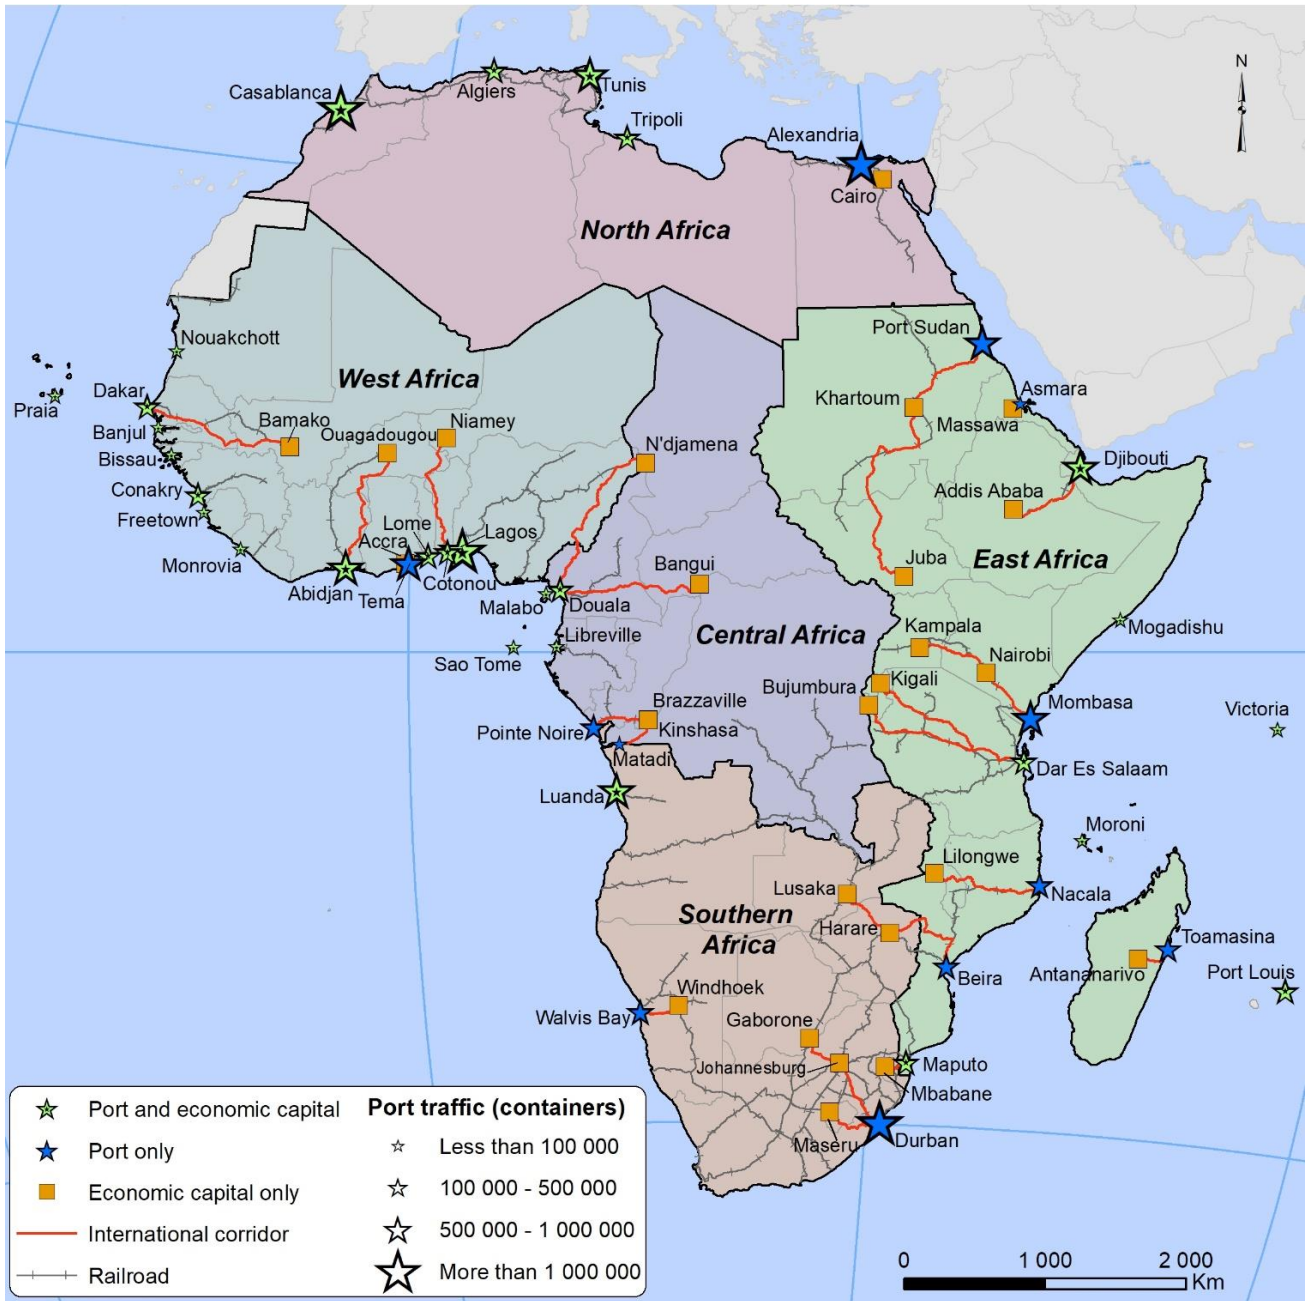 N
Casablanca
Algiers
Tunis
Tripoli
Alexandria
Cairo
North Africa
Port Sudan
Nouakchott
West Africa
Praia
Dakar
Banjul
Bissau
Conakry
Freetown
Monrovia
Bamako
Ouagadougou
Niamey
N'djamena
Khartoum
Asmara
Massawa
Djibouti
Addis Ababa
Lome
Accra
Lagos
Abidjan
Tema
Cotonou
Malabo
Douala
Bangui
Juba
East Africa
Sao Tome
Libreville
Central Africa
Kampala
Nairobi
Mogadishu
Bujumbura
Kigali
Mombasa
Victoria
Brazzaville
Pointe Noire
Kinshasa
Matadi
Dar Es Salaam
Luanda
Moroni
Lilongwe
Lusaka
Nacala
Southern
Africa
Harare
Beira
Toamasina
Antananarivo
Port Louis
Windhoek
Walvis Bay
Gaborone
Johannesburg
Maputo
Mbabane
Maseru
Durban
Port and economic capital
Port only
Economic capital only
International corridor
Railroad
Port traffic (containers)
Less than 100 000
100 000 - 500 000
500 000 - 1 000 000
More than 1 000 000
0 1 000 2 000
Km